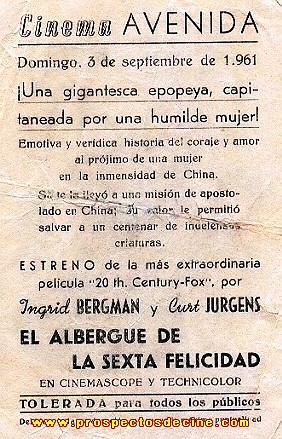 Cinema AVENIDA
Domingo, 3 de septiembre de 1.961
¡Una gigantesca epopeya, capi-
taneada por una humilde mujer!
Emotiva y verídica historia del coraje y amor
al prójimo de una mujer
en la inmensidad de China.
Su fe la llevó a una misión de aposto-
lado en China; Su valor le permitió
salvar a un centenar de indefensas
criaturas.
ESTRENO de la más extraordinaria
película "20 th. Century-Fox", por
Ingrid BERGMAN y Curt JURGENS
EL ALBERGUE DE
LA SEXTA FELICIDAD
EN CINEMASCOPE Y TECHNICOLOR
TOLERADA para todos los públicos
www.prospectosdecine.com